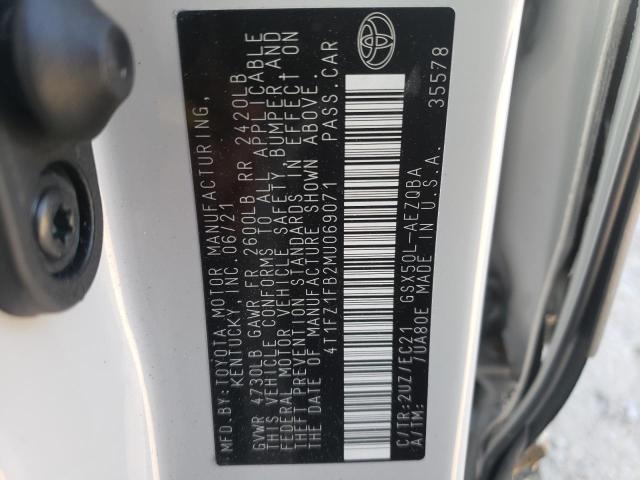 MFD. BY: TOYOTA MOTOR MANUFACTURING,
KENTUCKY, INC. 06/21
GVWR 4730LB GAWR FR 2600LB RR 2420LB
THIS VEHICLE CONFORMS TO ALL APPLICABLE
FEDERAL MOTOR VEHICLE SAFETY, BUMPER AND
THEFT PREVENTION STANDARDS IN EFFECT ON
THE DATE OF MANUFACTURE SHOWN ABOVE.
4T1FZ1FB2MU069071 PASS. CAR
C/TR: 2UZ/EC21 GSX50L-AEZQBA
A/TM: 7UA80E MADE IN U.S.A. 35578